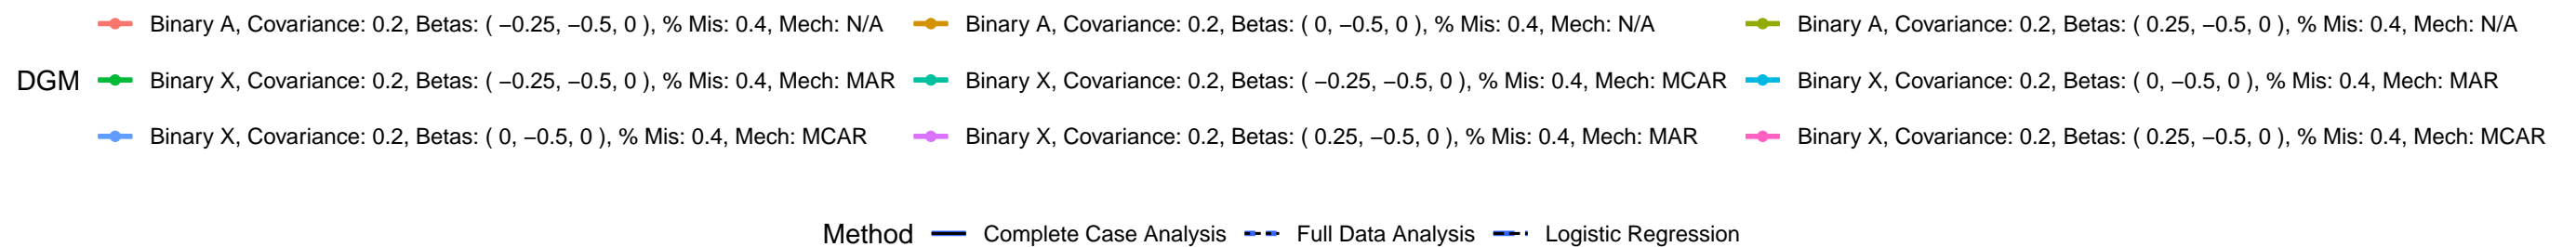 Binary A, Covariance: 0.2, Betas: ( −0.25, −0.5, 0 ), % Mis: 0.4, Mech: N/A Binary A, Covariance: 0.2, Betas: ( 0, −0.5, 0 ), % Mis: 0.4, Mech: N/A Binary A, Covariance: 0.2, Betas: ( 0.25, −0.5, 0 ), % Mis: 0.4, Mech: N/A
DGM Binary X, Covariance: 0.2, Betas: ( −0.25, −0.5, 0 ), % Mis: 0.4, Mech: MAR Binary X, Covariance: 0.2, Betas: ( −0.25, −0.5, 0 ), % Mis: 0.4, Mech: MCAR Binary X, Covariance: 0.2, Betas: ( 0, −0.5, 0 ), % Mis: 0.4, Mech: MAR
Binary X, Covariance: 0.2, Betas: ( 0, −0.5, 0 ), % Mis: 0.4, Mech: MCAR Binary X, Covariance: 0.2, Betas: ( 0.25, −0.5, 0 ), % Mis: 0.4, Mech: MAR Binary X, Covariance: 0.2, Betas: ( 0.25, −0.5, 0 ), % Mis: 0.4, Mech: MCAR
Method Complete Case Analysis Full Data Analysis Logistic Regression